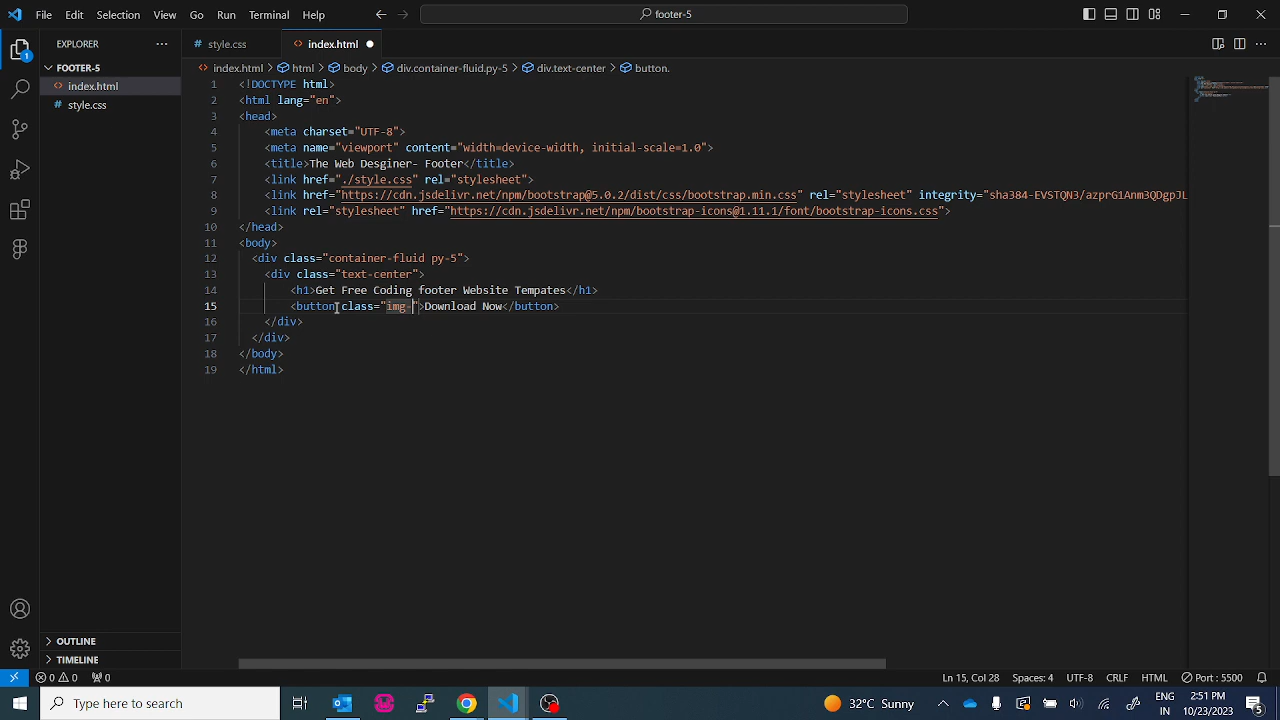 File Edit Selection View Go Run Terminal Help
footer-5
EXPLORER
style.css
index.html
FOOTER-5
index.html
style.css
index.html > html > body > div.container-fluid.py-5 > div.text-center > button.
1 <!DOCTYPE html>
2 <html lang="en">
3 <head>
4 <meta charset="UTF-8">
5 <meta name="viewport" content="width=device-width, initial-scale=1.0">
6 <title>The Web Desginer- Footer</title>
7 <link href="./style.css" rel="stylesheet">
8 <link href="https://cdn.jsdelivr.net/npm/bootstrap@5.0.2/dist/css/bootstrap.min.css" rel="stylesheet" integrity="sha384-EVSTQN3/azprG1Anm3QDgpJL
9 <link rel="stylesheet" href="https://cdn.jsdelivr.net/npm/bootstrap-icons@1.11.1/font/bootstrap-icons.css">
10 </head>
11 <body>
12 <div class="container-fluid py-5">
13 <div class="text-center">
14 <h1>Get Free Coding footer Website Tempates</h1>
15 <button class="img-">Download Now</button>
16 </div>
17 </div>
18 </body>
19 </html>
OUTLINE
TIMELINE
0 0 0
Ln 15, Col 28 Spaces: 4 UTF-8 CRLF HTML Port : 5500
Type here to search
32°C Sunny
ENG
IN
2:51 PM
10/23/2023
1